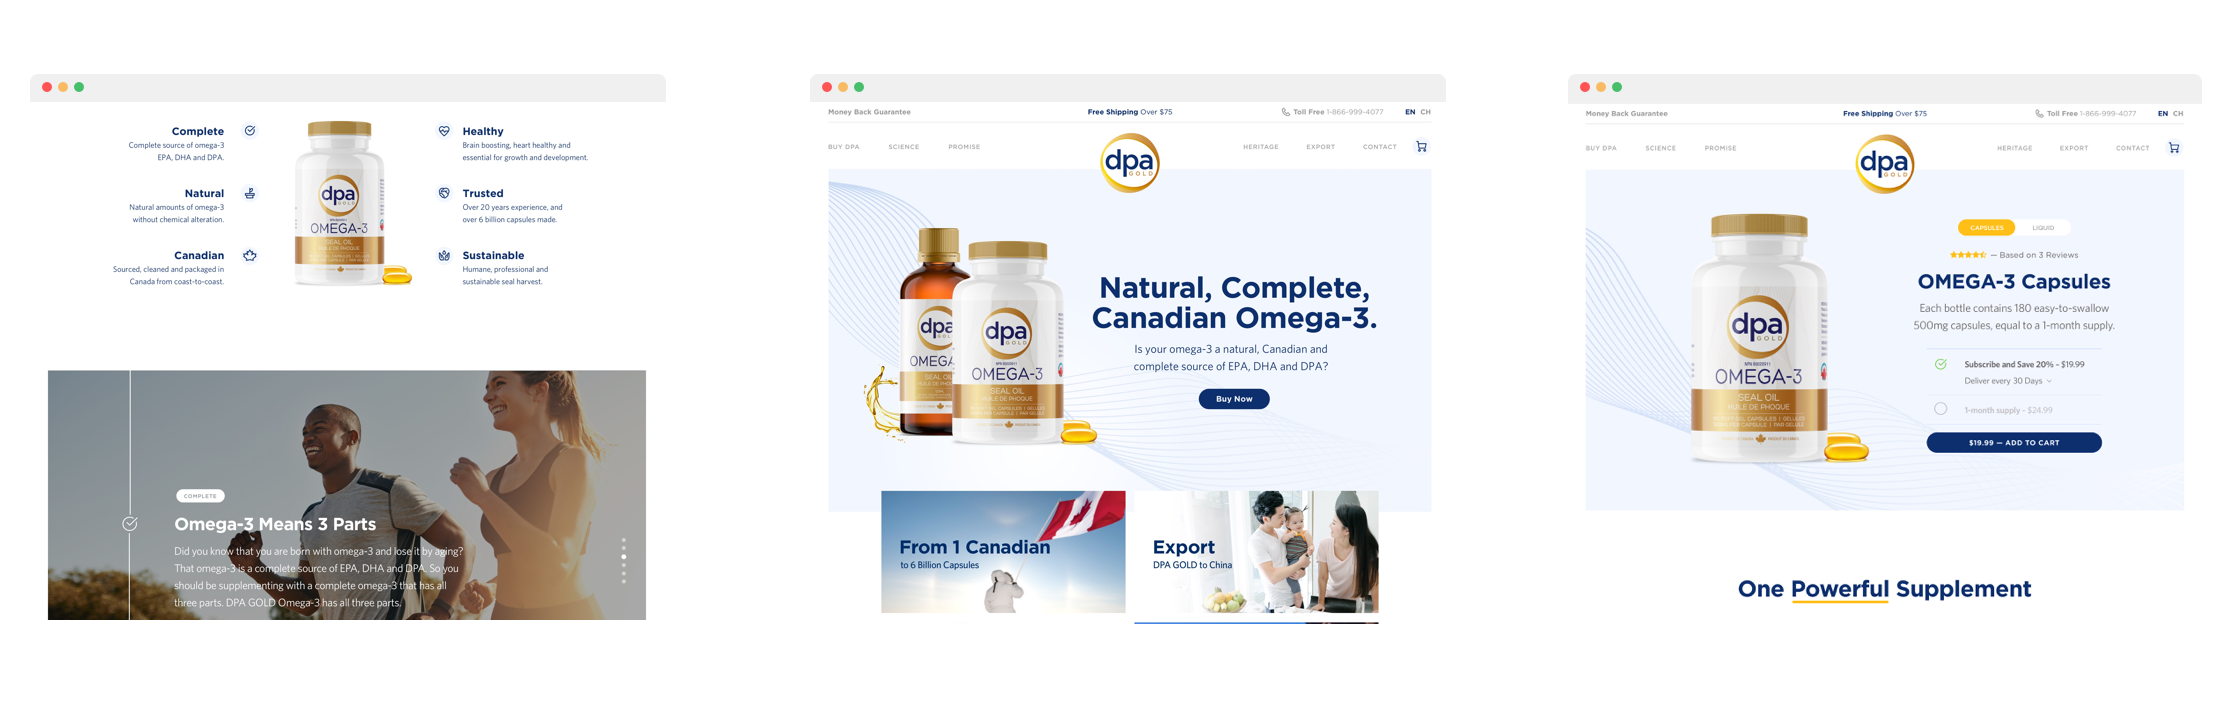 Complete
Complete source of omega-3
EPA, DHA and DPA.
Natural
Natural amounts of omega-3
without chemical alteration.
Canadian
Sourced, cleaned and packaged in
Canada from coast-to-coast.
dpa
GOLD
OMEGA-3
SEAL OIL
HUILE DE PHOQUE
Healthy
Brain boosting, heart healthy and
essential for growth and development.
Trusted
Over 20 years experience, and
over 6 billion capsules made.
Sustainable
Humane, professional and
sustainable seal harvest.
COMPLETE
Omega-3 Means 3 Parts
Did you know that you are born with omega-3 and lose it by aging?
That omega-3 is a complete source of EPA, DHA and DPA. So you
should be supplementing with a complete omega-3 that has all
three parts. DPA GOLD Omega-3 has all three parts.
Money Back Guarantee
Free Shipping Over $75
Toll Free 1-866-999-4077
EN CH
BUY DPA SCIENCE PROMISE
dpa
GOLD
HERITAGE EXPORT CONTACT
dpa
GOLD
OMEGA-3
SEAL OIL
HUILE DE PHOQUE
Natural, Complete,
Canadian Omega-3.
Is your omega-3 a natural, Canadian and
complete source of EPA, DHA and DPA?
Buy Now
From 1 Canadian
to 6 Billion Capsules
Export
DPA GOLD to China
Money Back Guarantee
Free Shipping Over $75
Toll Free 1-866-999-4077
EN CH
BUY DPA SCIENCE PROMISE
dpa
GOLD
HERITAGE EXPORT CONTACT
dpa
GOLD
OMEGA-3
SEAL OIL
HUILE DE PHOQUE
CAPSULES LIQUID
— Based on 3 Reviews
OMEGA-3 Capsules
Each bottle contains 180 easy-to-swallow
500mg capsules, equal to a 1-month supply.
Subscribe and Save 20% – $19.99
Deliver every 30 Days
1-month supply – $24.99
$19.99 — ADD TO CART
One Powerful Supplement